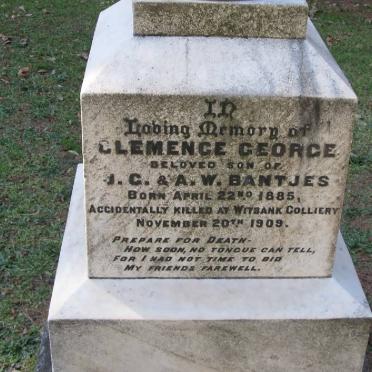 In
Loving Memory of
CLEMENCE GEORGE
BELOVED SON OF
J. G. & A. W. BANTJES
BORN APRIL 22ND 1885,
ACCIDENTALLY KILLED AT WITBANK COLLIERY
NOVEMBER 20TH 1909.
PREPARE FOR DEATH-
HOW SOON, NO TONGUE CAN TELL,
FOR I HAD NOT TIME TO BID
MY FRIENDS FAREWELL.